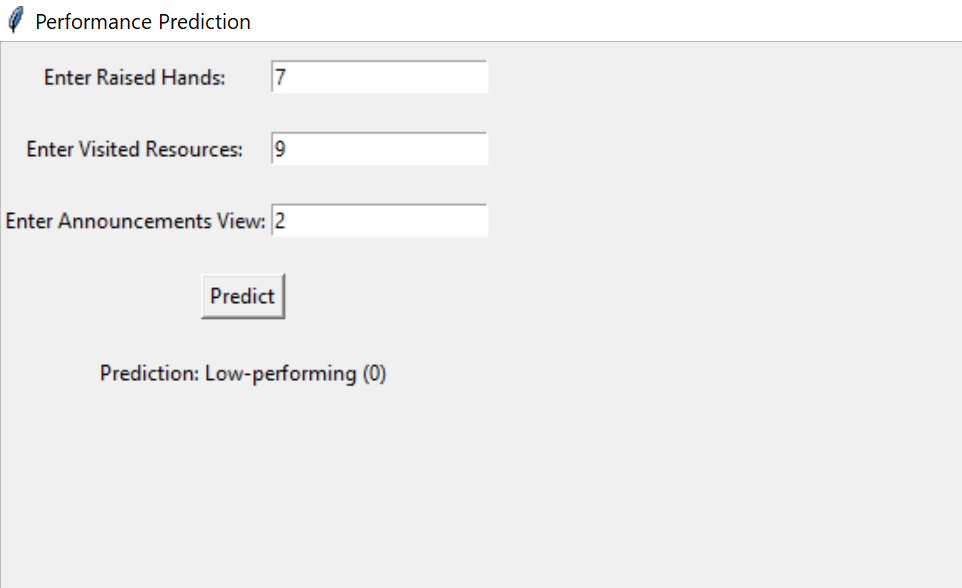 Performance Prediction
Enter Raised Hands: 7
Enter Visited Resources: 9
Enter Announcements View: 2
Predict
Prediction: Low-performing (0)